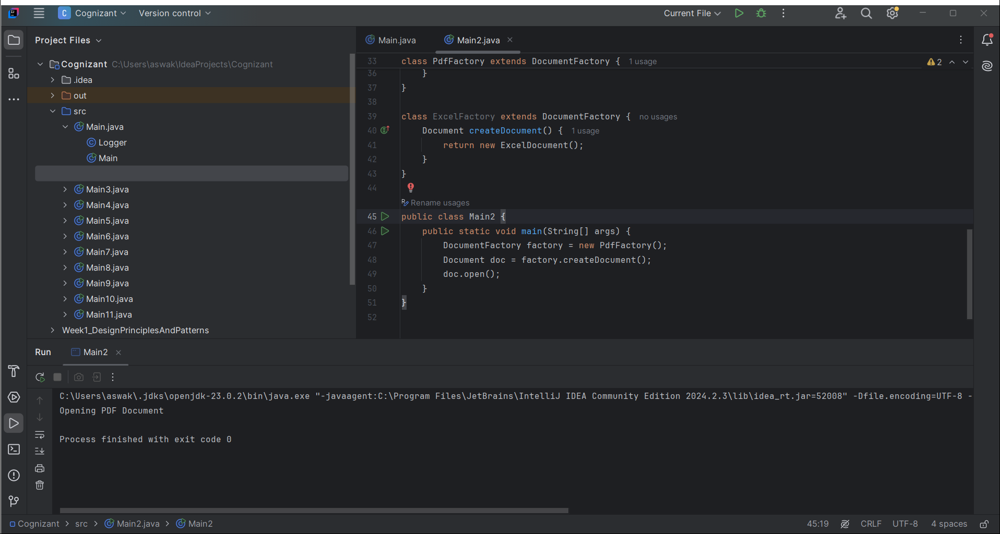 C Cognizant Version control Current File
Project Files
Cognizant C:\Users\aswak\IdeaProjects\Cognizant
.idea
out
src
Main.java
Logger
Main
Main3.java
Main4.java
Main5.java
Main6.java
Main7.java
Main8.java
Main9.java
Main10.java
Main11.java
Week1_DesignPrinciplesAndPatterns
Main.java Main2.java
33 class PdfFactory extends DocumentFactory { 1 usage 2
36 }
37 }
38
39 class ExcelFactory extends DocumentFactory { no usages
40 Document createDocument() { 1 usage
41 return new ExcelDocument();
42 }
43 }
44
Rename usages
45 public class Main2 {
46 public static void main(String[] args) {
47 DocumentFactory factory = new PdfFactory();
48 Document doc = factory.createDocument();
49 doc.open();
50 }
51 }
52
Run Main2
C:\Users\aswak\.jdks\openjdk-23.0.2\bin\java.exe "-javaagent:C:\Program Files\JetBrains\IntelliJ IDEA Community Edition 2024.2.3\lib\idea_rt.jar=52008" -Dfile.encoding=UTF-8 -
Opening PDF Document
Process finished with exit code 0
Cognizant > src > Main2.java > Main2 45:19 CRLF UTF-8 4 spaces